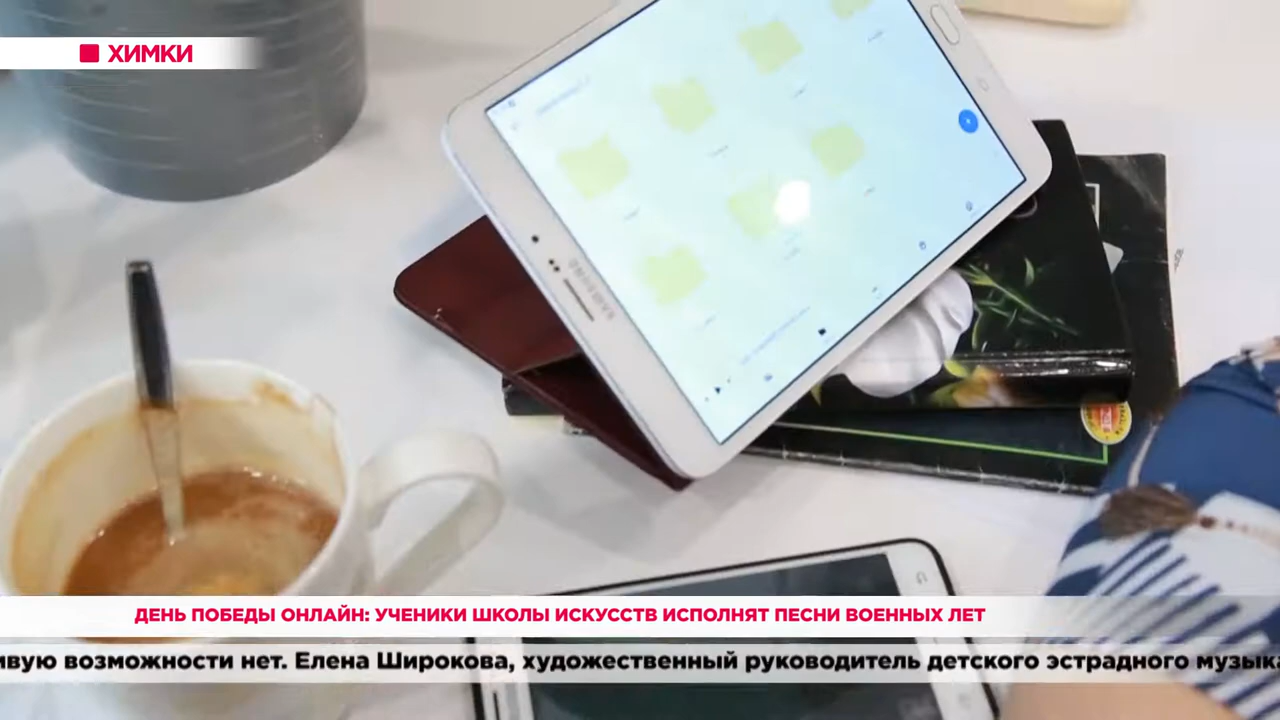 ХИМКИ
SAMSUNG
ДЕНЬ ПОБЕДЫ ОНЛАЙН: УЧЕНИКИ ШКОЛЫ ИСКУССТВ ИСПОЛНЯТ ПЕСНИ ВОЕННЫХ ЛЕТ
ивую возможности нет. Елена Широкова, художественный руководитель детского эстрадного музыка